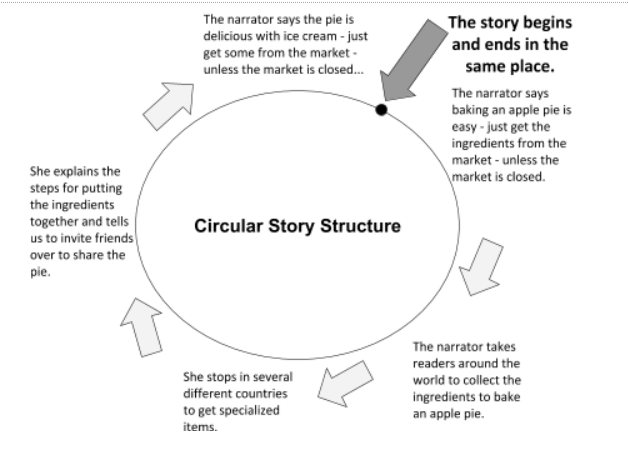 The story begins
and ends in the
same place.
The narrator says
baking an apple pie is
easy - just get the
ingredients from the
market - unless the
market is closed.
The narrator takes
readers around the
world to collect the
ingredients to bake
an apple pie.
She stops in several
different countries
to get specialized
items.
She explains the
steps for putting
the ingredients
together and tells
us to invite friends
over to share the
pie.
The narrator says the pie is
delicious with ice cream - just
get some from the market -
unless the market is closed...
Circular Story Structure